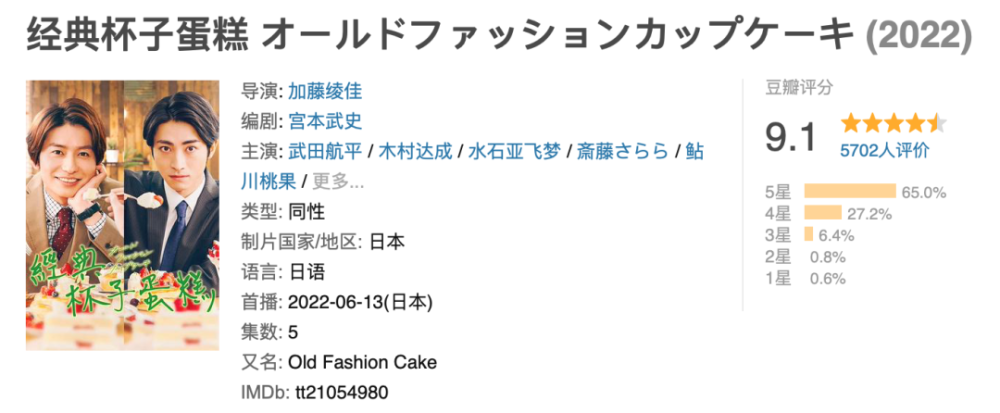 经典杯子蛋糕 オールドファッションカップケーキ (2022)
导演: 加藤绫佳
编剧: 宫本武史
主演: 武田航平 / 木村达成 / 水石亚飞梦 / 斎藤さらら / 鲇
川桃果 / 更多...
类型: 同性
制片国家/地区: 日本
语言: 日语
首播: 2022-06-13(日本)
集数: 5
又名: Old Fashion Cake
IMDb: tt21054980
豆瓣评分
9.1
5702人评价
5星 65.0%
4星 27.2%
3星 6.4%
2星 0.8%
1星 0.6%
經典
杯子蛋糕